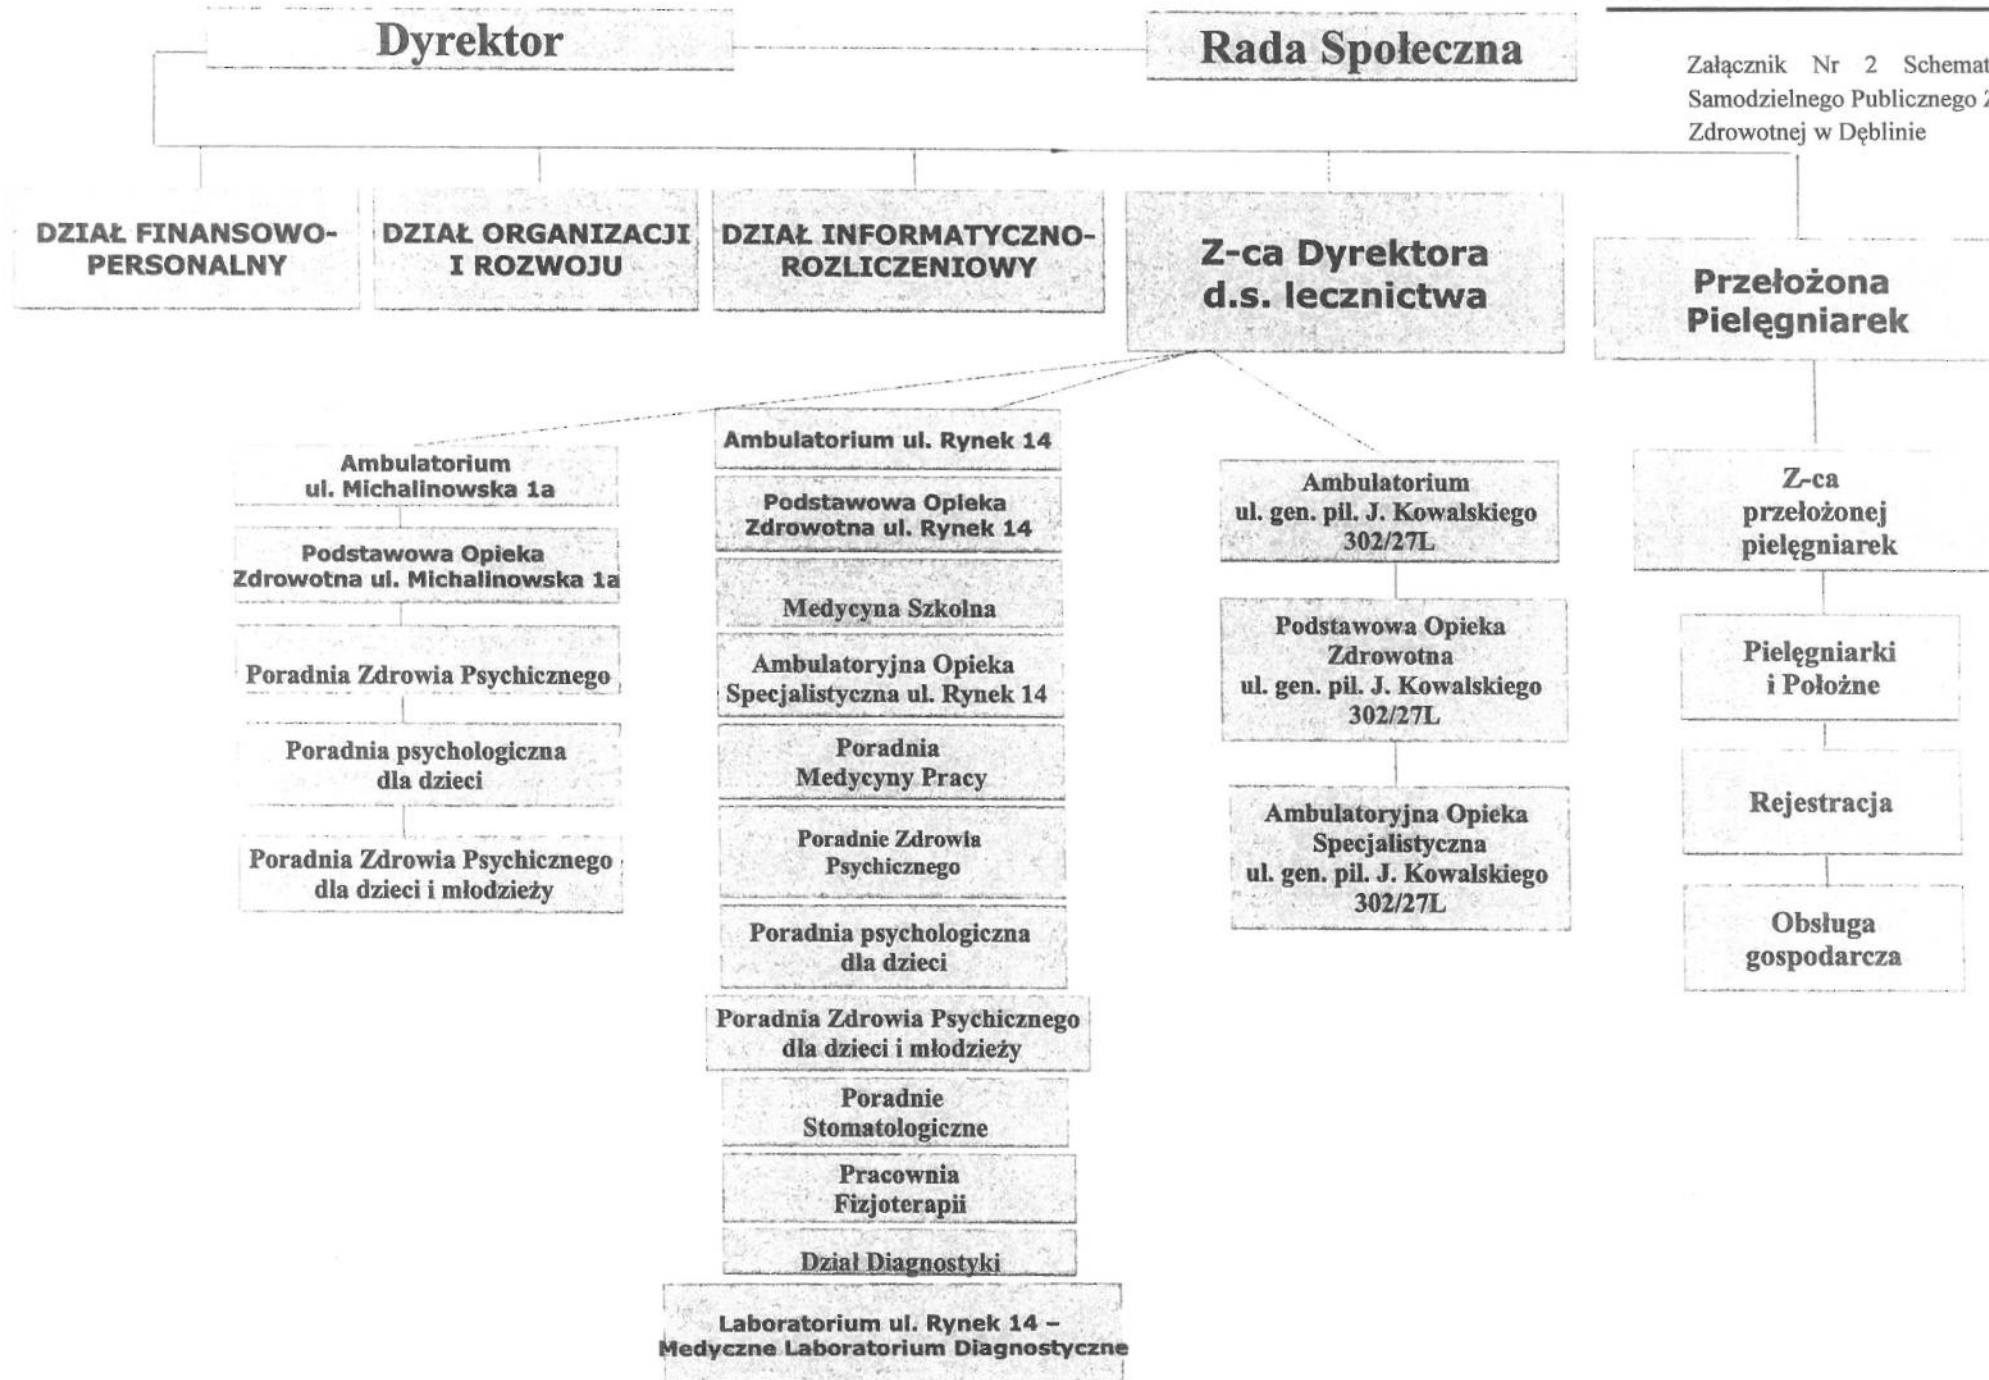 Dyrektor
Rada Społeczna
Załącznik Nr 2 Schemat
Samodzielnego Publicznego
Zdrowotnej w Dęblinie
DZIAŁ FINANSOWO-
PERSONALNY
DZIAŁ ORGANIZACJI
I ROZWOJU
DZIAŁ INFORMATYCZNO-
ROZLICZENIOWY
Z-ca Dyrektora
d.s. lecznictwa
Przełożona
Pielęgniarek
Ambulatorium
ul. Michalinowska 1a
Podstawowa Opieka
Zdrowotna ul. Michalinowska 1a
Poradnia Zdrowia Psychicznego
Poradnia psychologiczna
dla dzieci
Poradnia Zdrowia Psychicznego
dla dzieci i młodzieży
Ambulatorium ul. Rynek 14
Podstawowa Opieka
Zdrowotna ul. Rynek 14
Medycyna Szkolna
Ambulatoryjna Opieka
Specjalistyczna ul. Rynek 14
Poradnia
Medycyny Pracy
Poradnie Zdrowia
Psychicznego
Poradnia psychologiczna
dla dzieci
Poradnia Zdrowia Psychicznego
dla dzieci i młodzieży
Poradnie
Stomatologiczne
Pracownia
Fizjoterapii
Dział Diagnostyki
Laboratorium ul. Rynek 14 –
Medyczne Laboratorium Diagnostyczne
Ambulatorium
ul. gen. pil. J. Kowalskiego
302/27L
Podstawowa Opieka
Zdrowotna
ul. gen. pil. J. Kowalskiego
302/27L
Ambulatoryjna Opieka
Specjalistyczna
ul. gen. pil. J. Kowalskiego
302/27L
Z-ca
przełożonej
pielęgniarek
Pielęgniarki
i Położne
Rejestracja
Obsługa
gospodarcza